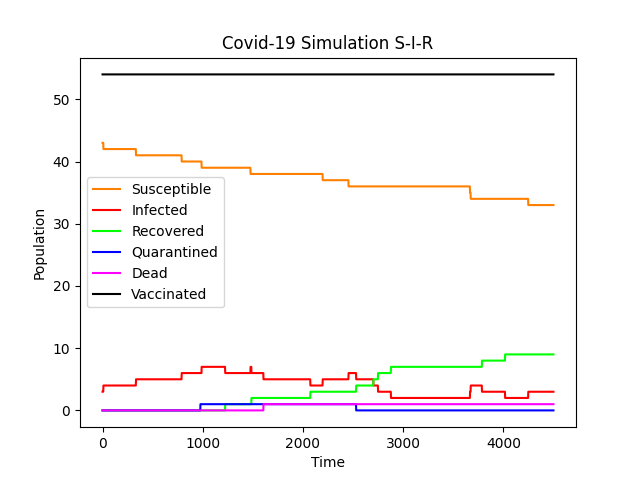 Covid-19 Simulation S-I-R
50
40
30
20
10
0
Population
Susceptible
Infected
Recovered
Quarantined
Dead
Vaccinated
0 1000 2000 3000 4000
Time